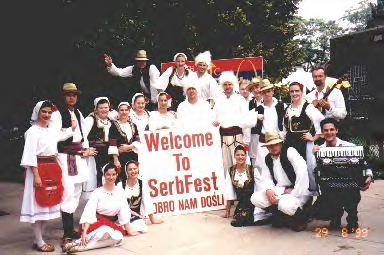 Welcome
To
SerbFest
DOBRO NAM DOŠLI
29 8 '99